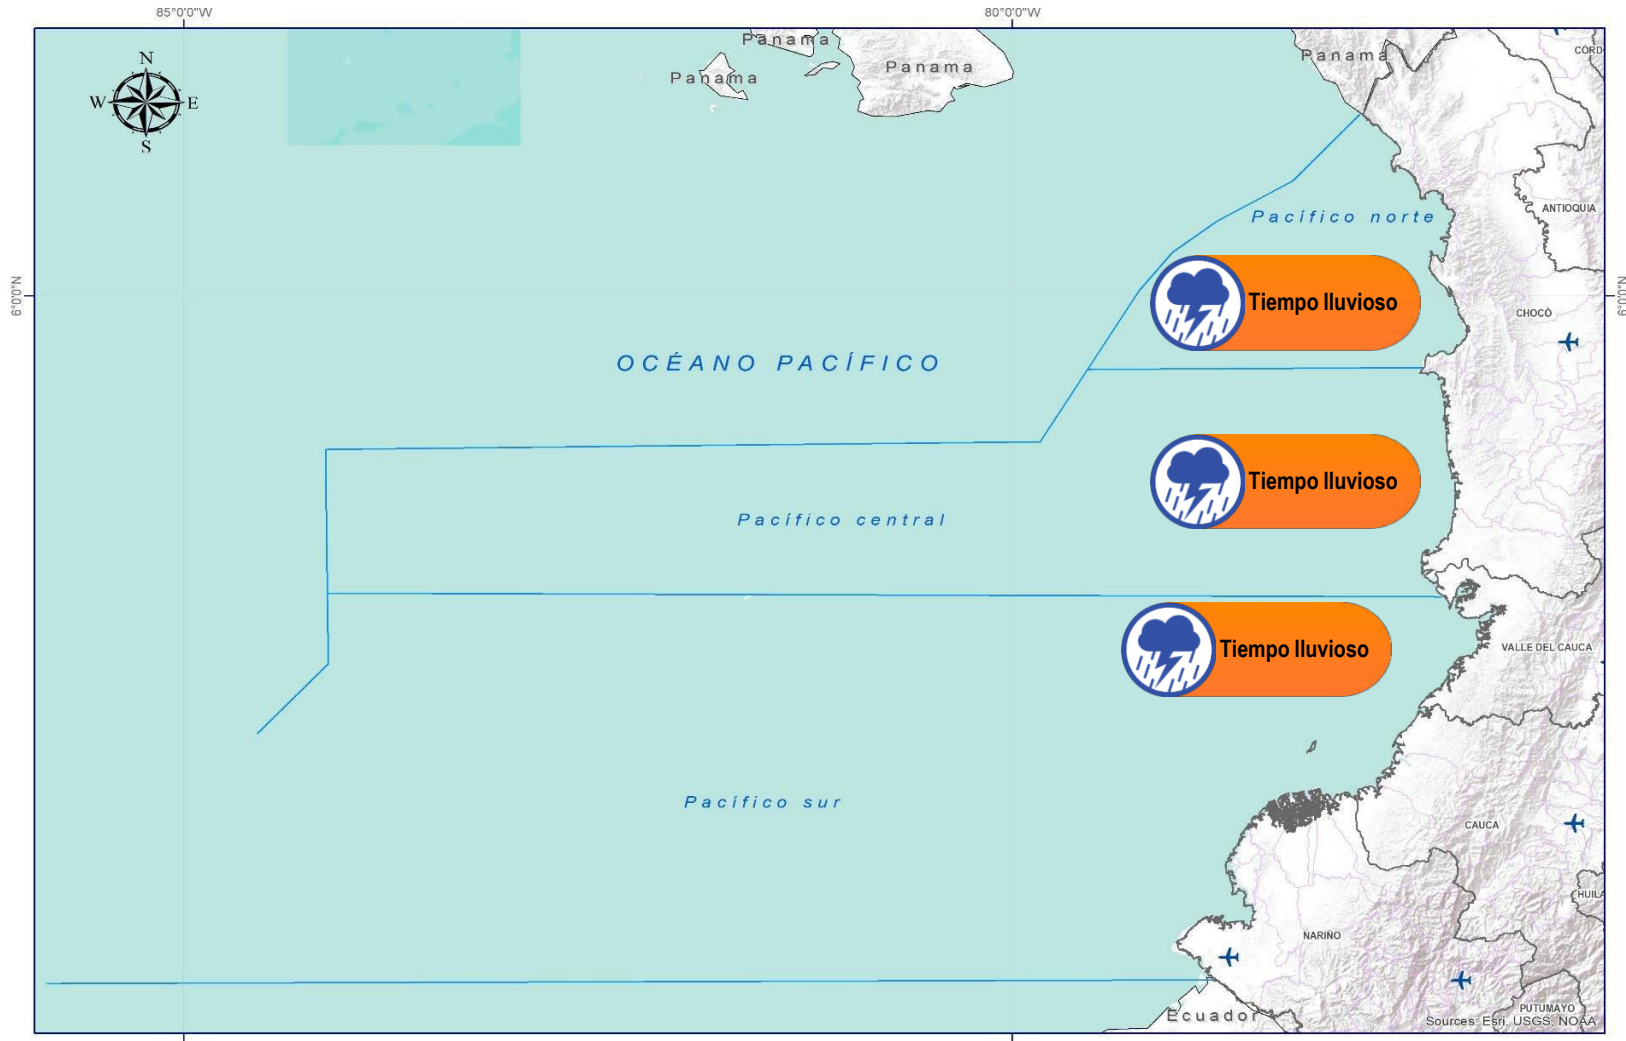 85°0'0"W
80°0'0"W
N
W
E
S
Panama
Panama
Panama
Panama
CÓRD
Pacífico norte
ANTIOQUIA
6°0'0"N
6°0'0"N
Tiempo lluvioso
CHOCÓ
OCÉANO PACÍFICO
Tiempo lluvioso
Pacífico central
Tiempo lluvioso
VALLE DEL CAUCA
Pacífico sur
CAUCA
HUILA
NARIÑO
PUTUMAYO
Ecuador
Sources: Esri, USGS, NOAA